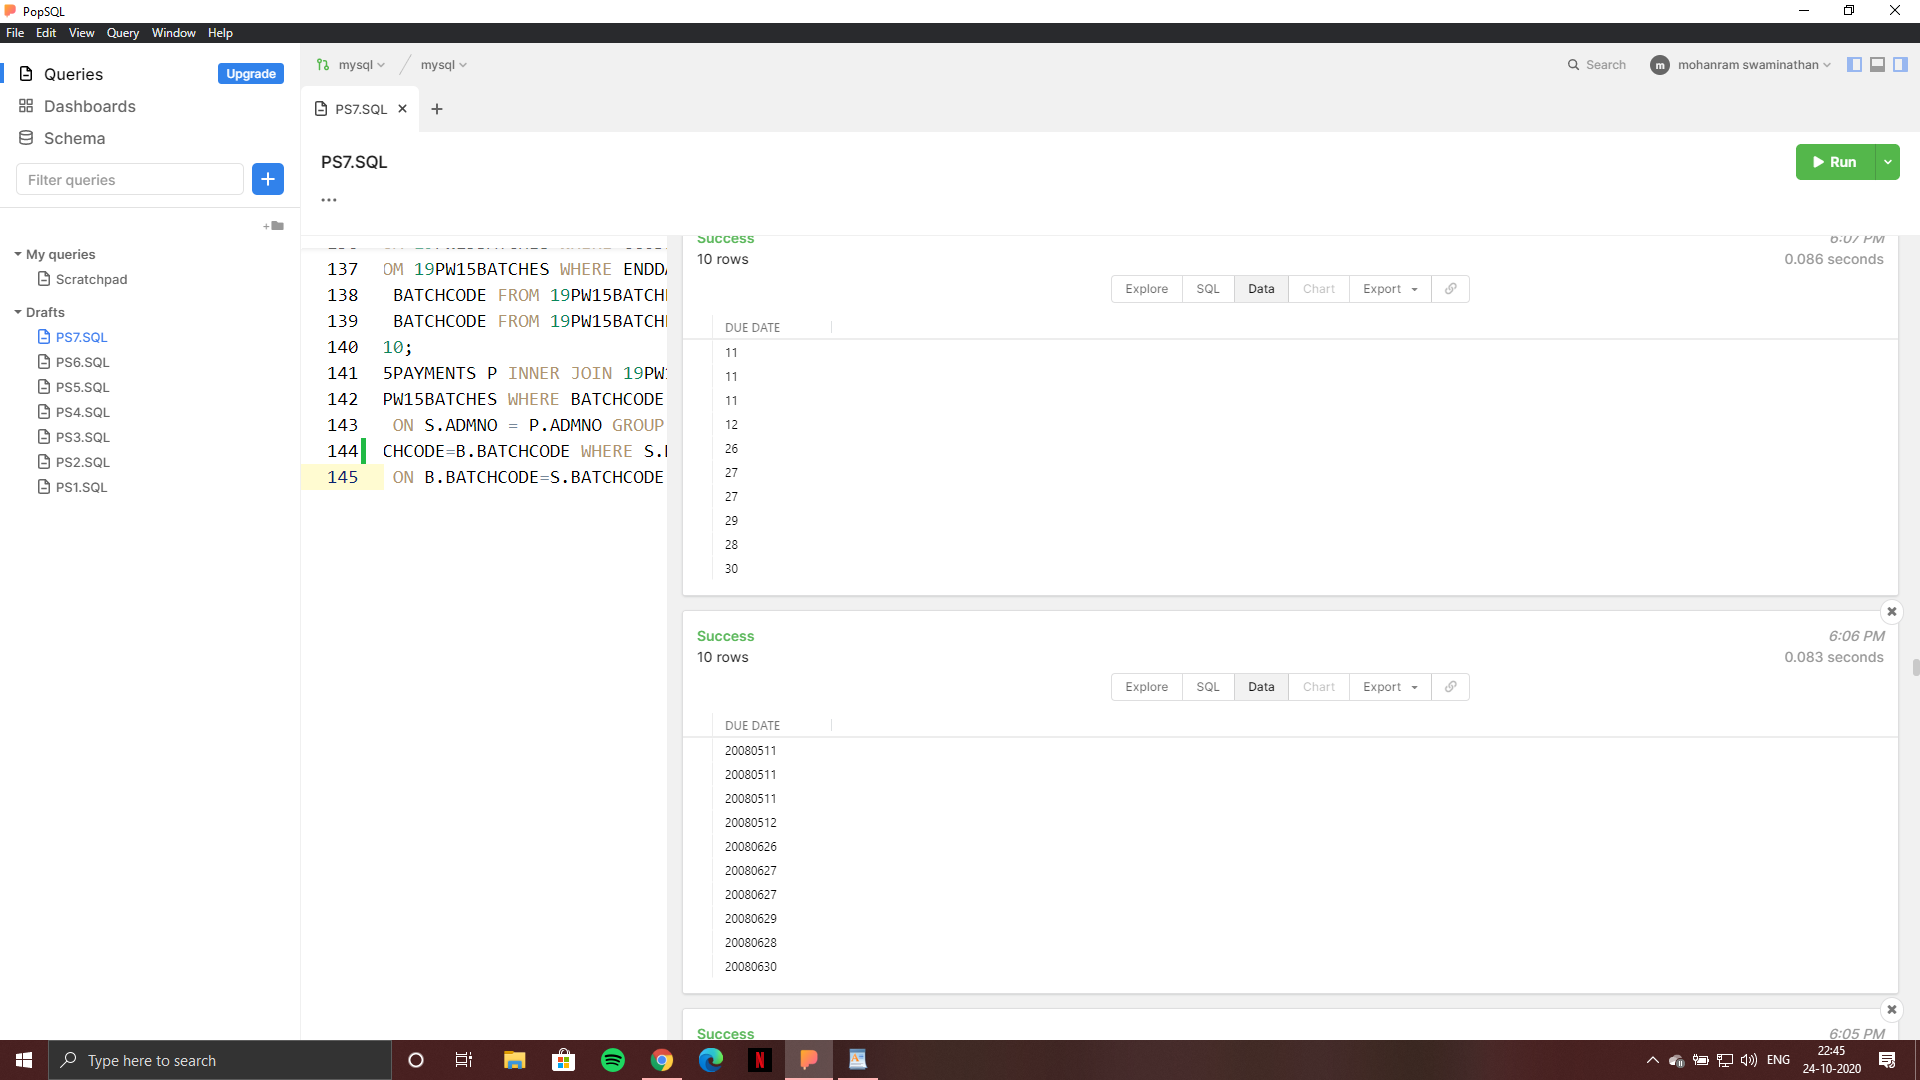 PopSQL
File Edit View Query Window Help
Queries
Upgrade
Dashboards
Schema
Filter queries
My queries
Scratchpad
Drafts
PS7.SQL
PS6.SQL
PS5.SQL
PS4.SQL
PS3.SQL
PS2.SQL
PS1.SQL
mysql mysql
Search
m mohanram swaminathan
PS7.SQL
PS7.SQL
Run
...
137 OM 19PW15BATCHES WHERE ENDDA
138 BATCHCODE FROM 19PW15BATCH
139 BATCHCODE FROM 19PW15BATCH
140 10;
141 5PAYMENTS P INNER JOIN 19PW
142 PW15BATCHES WHERE BATCHCODE
143 ON S.ADMNO = P.ADMNO GROUP
144 CHCODE=B.BATCHCODE WHERE S.
145 ON B.BATCHCODE=S.BATCHCODE
Success 6:07 PM
10 rows 0.086 seconds
Explore SQL Data Chart Export
DUE DATE
11
11
11
12
26
27
27
29
28
30
Success 6:06 PM
10 rows 0.083 seconds
Explore SQL Data Chart Export
DUE DATE
20080511
20080511
20080511
20080512
20080626
20080627
20080627
20080629
20080628
20080630
Success 6:05 PM
Type here to search
ENG
22:45
24-10-2020